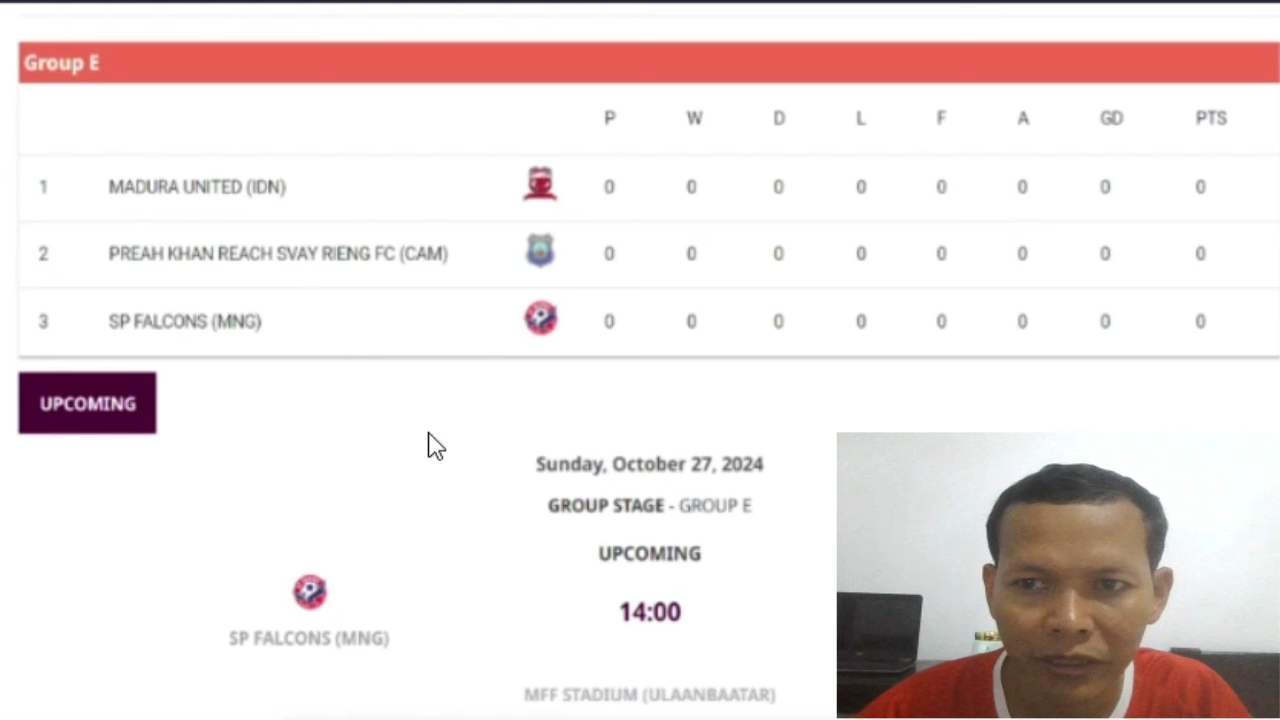 Group E
P W D L F A GD PTS
1 MADURA UNITED (IDN) 0 0 0 0 0 0 0 0
2 PREAH KHAN REACH SVAY RIENG FC (CAM) 0 0 0 0 0 0 0 0
3 SP FALCONS (MNG) 0 0 0 0 0 0 0 0
UPCOMING
Sunday, October 27, 2024
GROUP STAGE - GROUP E
UPCOMING
14:00
SP FALCONS (MNG)
MFF STADIUM (ULAANBAATAR)